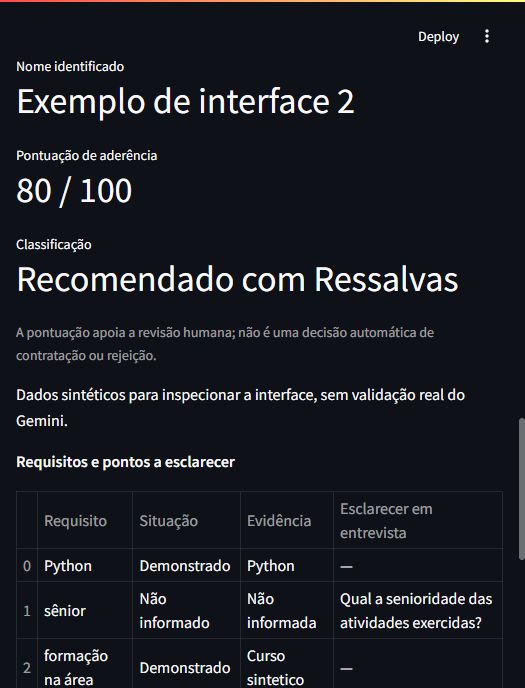 Deploy
Nome identificado
Exemplo de interface 2
Pontuação de aderência
80 / 100
Classificação
Recomendado com Ressalvas
A pontuação apoia a revisão humana; não é uma decisão automática de
contratação ou rejeição.
Dados sintéticos para inspecionar a interface, sem validação real do
Gemini.
Requisitos e pontos a esclarecer
Requisito Situação Evidência Esclarecer em
entrevista
0 Python Demonstrado Python —
1 sênior Não
informado Não
informada Qual a senioridade das
atividades exercidas?
2 formação
na área Demonstrado Curso
sintetico —